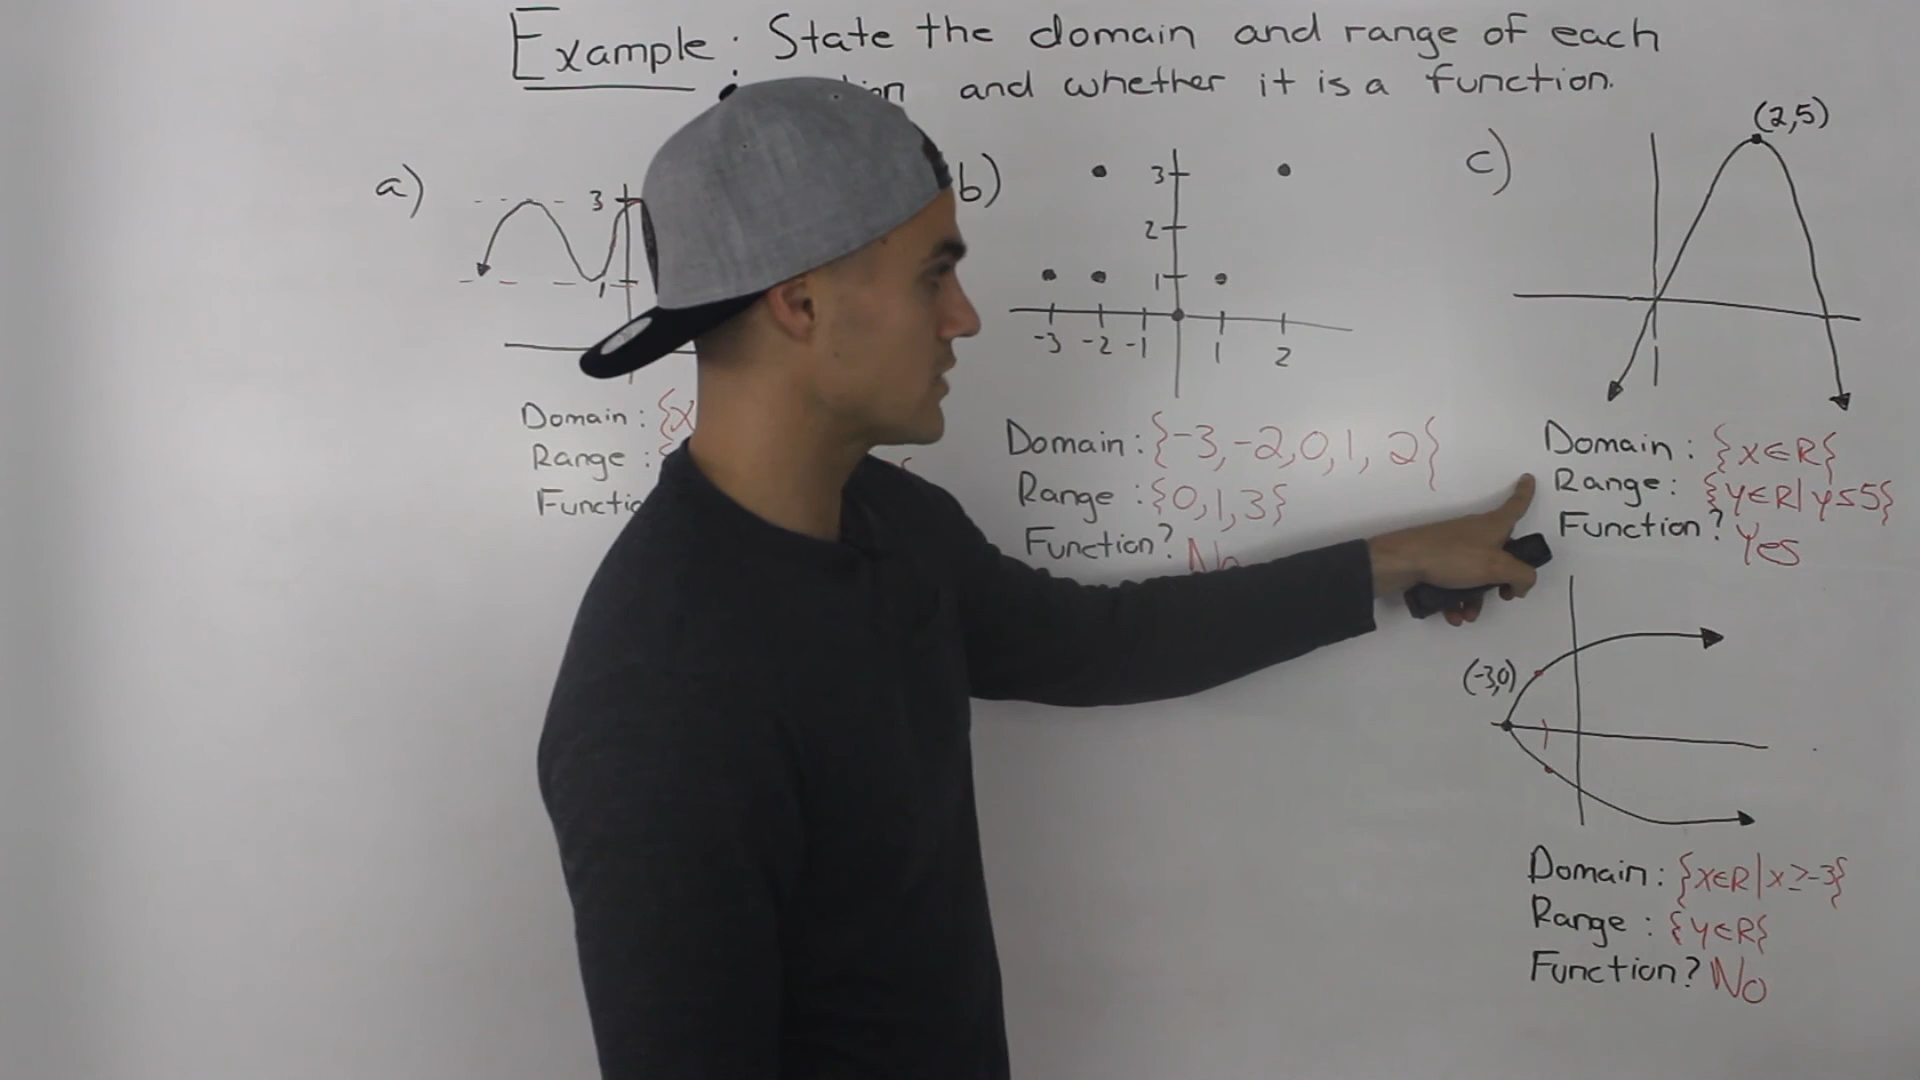 Example: State the domain and range of each
and whether it is a function.
a)
3
1
Domain: {x
Range: {
b)
3
2
1
-3 -2 -1 1 2
Domain: {-3, -2, 0, 1, 2}
Range: {0, 1, 3}
Function? No
c)
(2,5)
Domain: {x∈R}
Range: {y∈R| y≤5}
Function? Yes
(-3,0)
Domain: {x∈R|x≥-3}
Range: {y∈R}
Function? No